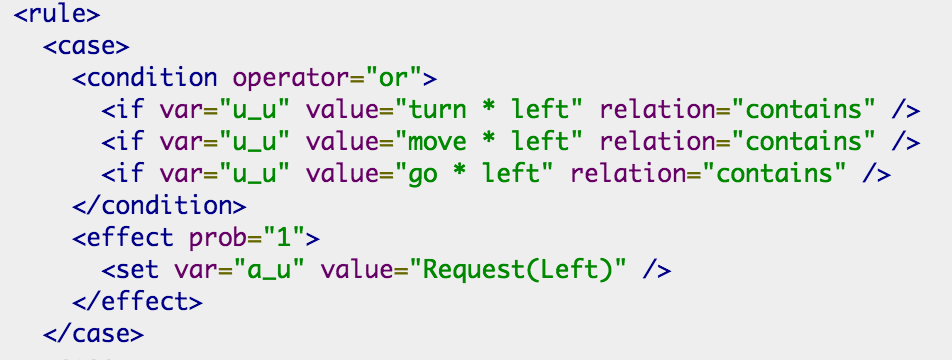 <rule>
<case>
<condition operator="or">
<if var="u_u" value="turn * left" relation="contains" />
<if var="u_u" value="move * left" relation="contains" />
<if var="u_u" value="go * left" relation="contains" />
</condition>
<effect prob="1">
<set var="a_u" value="Request(Left)" />
</effect>
</case>